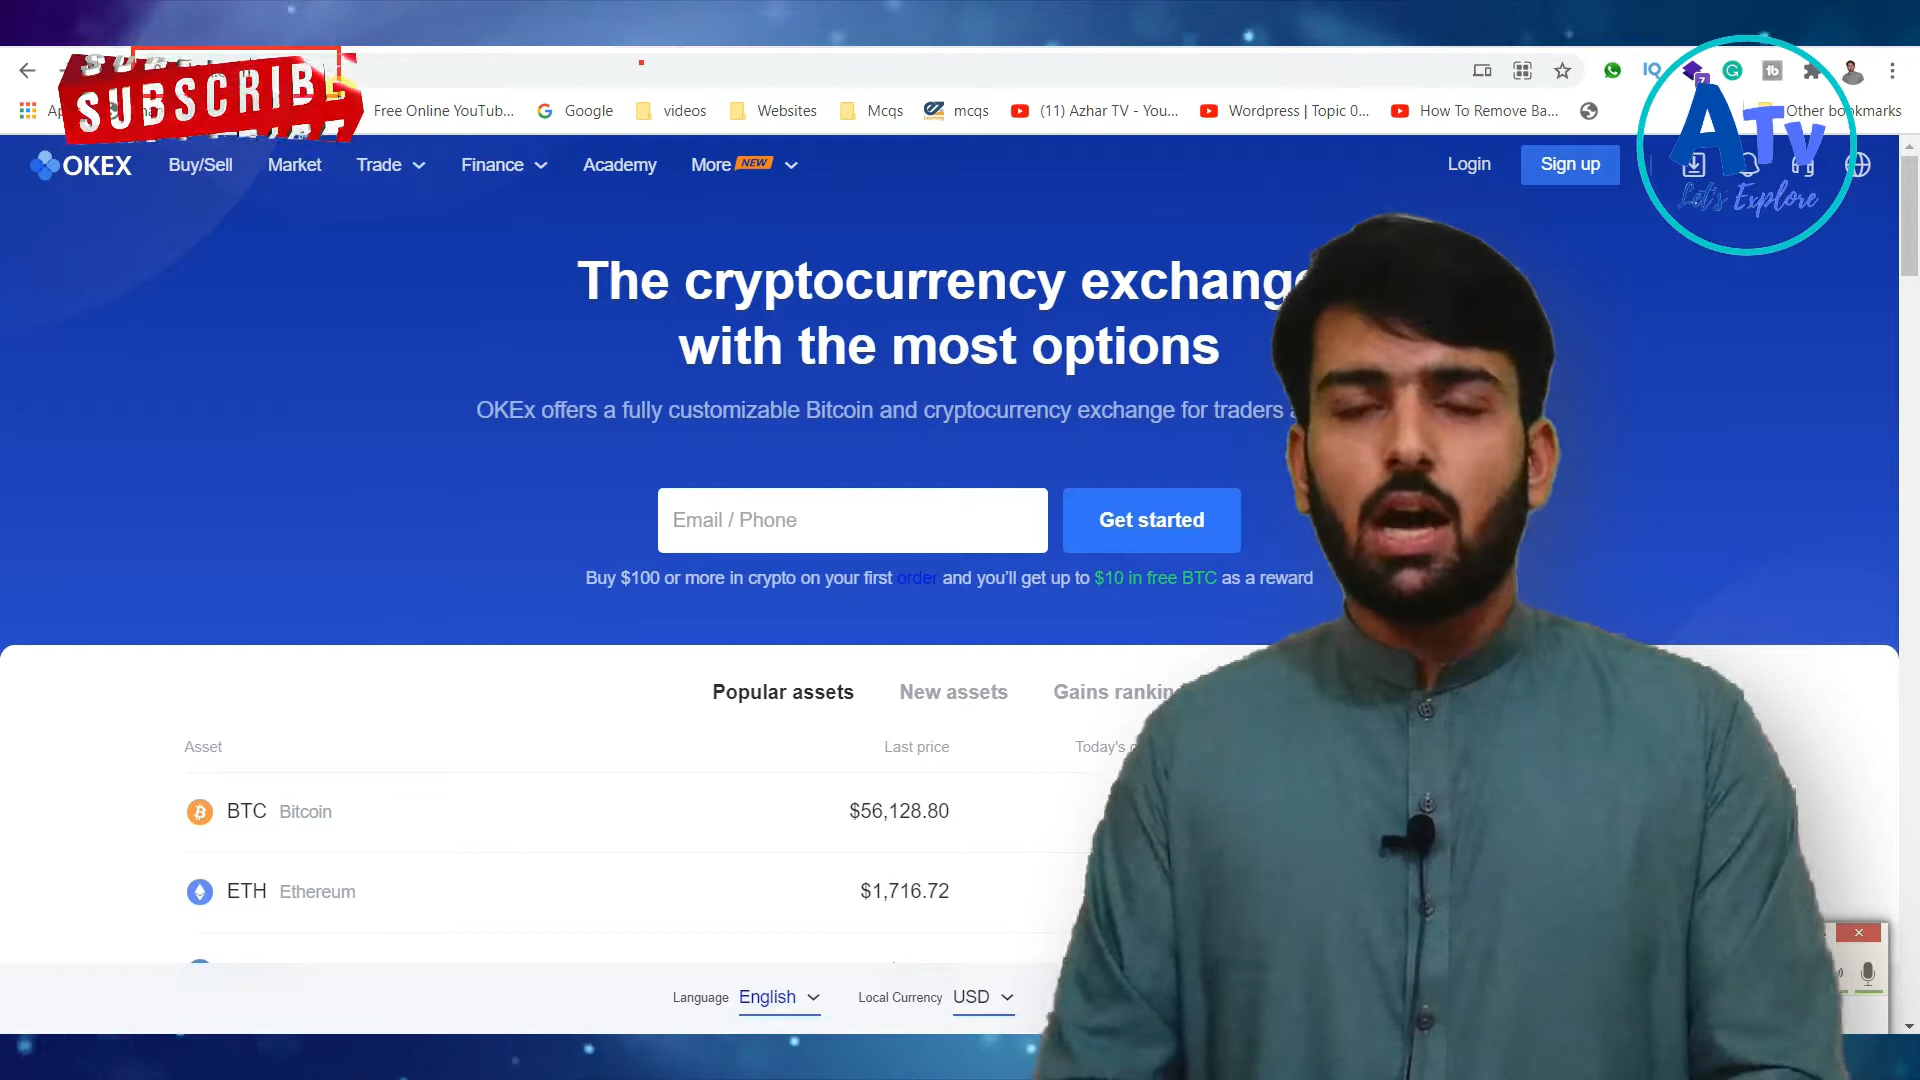 SUBSCRIBE
IQ
7
tb
Free Online YouTub...
Google
videos
Websites
Mcqs
mcqs
(11) Azhar TV - You...
Wordpress | Topic 0...
How To Remove Ba...
Other bookmarks
ATv
Let's Explore
OKEX
Buy/Sell
Market
Trade
Finance
Academy
More NEW
Login
Sign up
The cryptocurrency exchang
with the most options
OKEx offers a fully customizable Bitcoin and cryptocurrency exchange for traders
Email / Phone
Get started
Buy $100 or more in crypto on your first order and you'll get up to $10 in free BTC as a reward
Popular assets
New assets
Gains rankin
Asset
Last price
Today's
BTC Bitcoin
$56,128.80
ETH Ethereum
$1,716.72
Language English
Local Currency USD